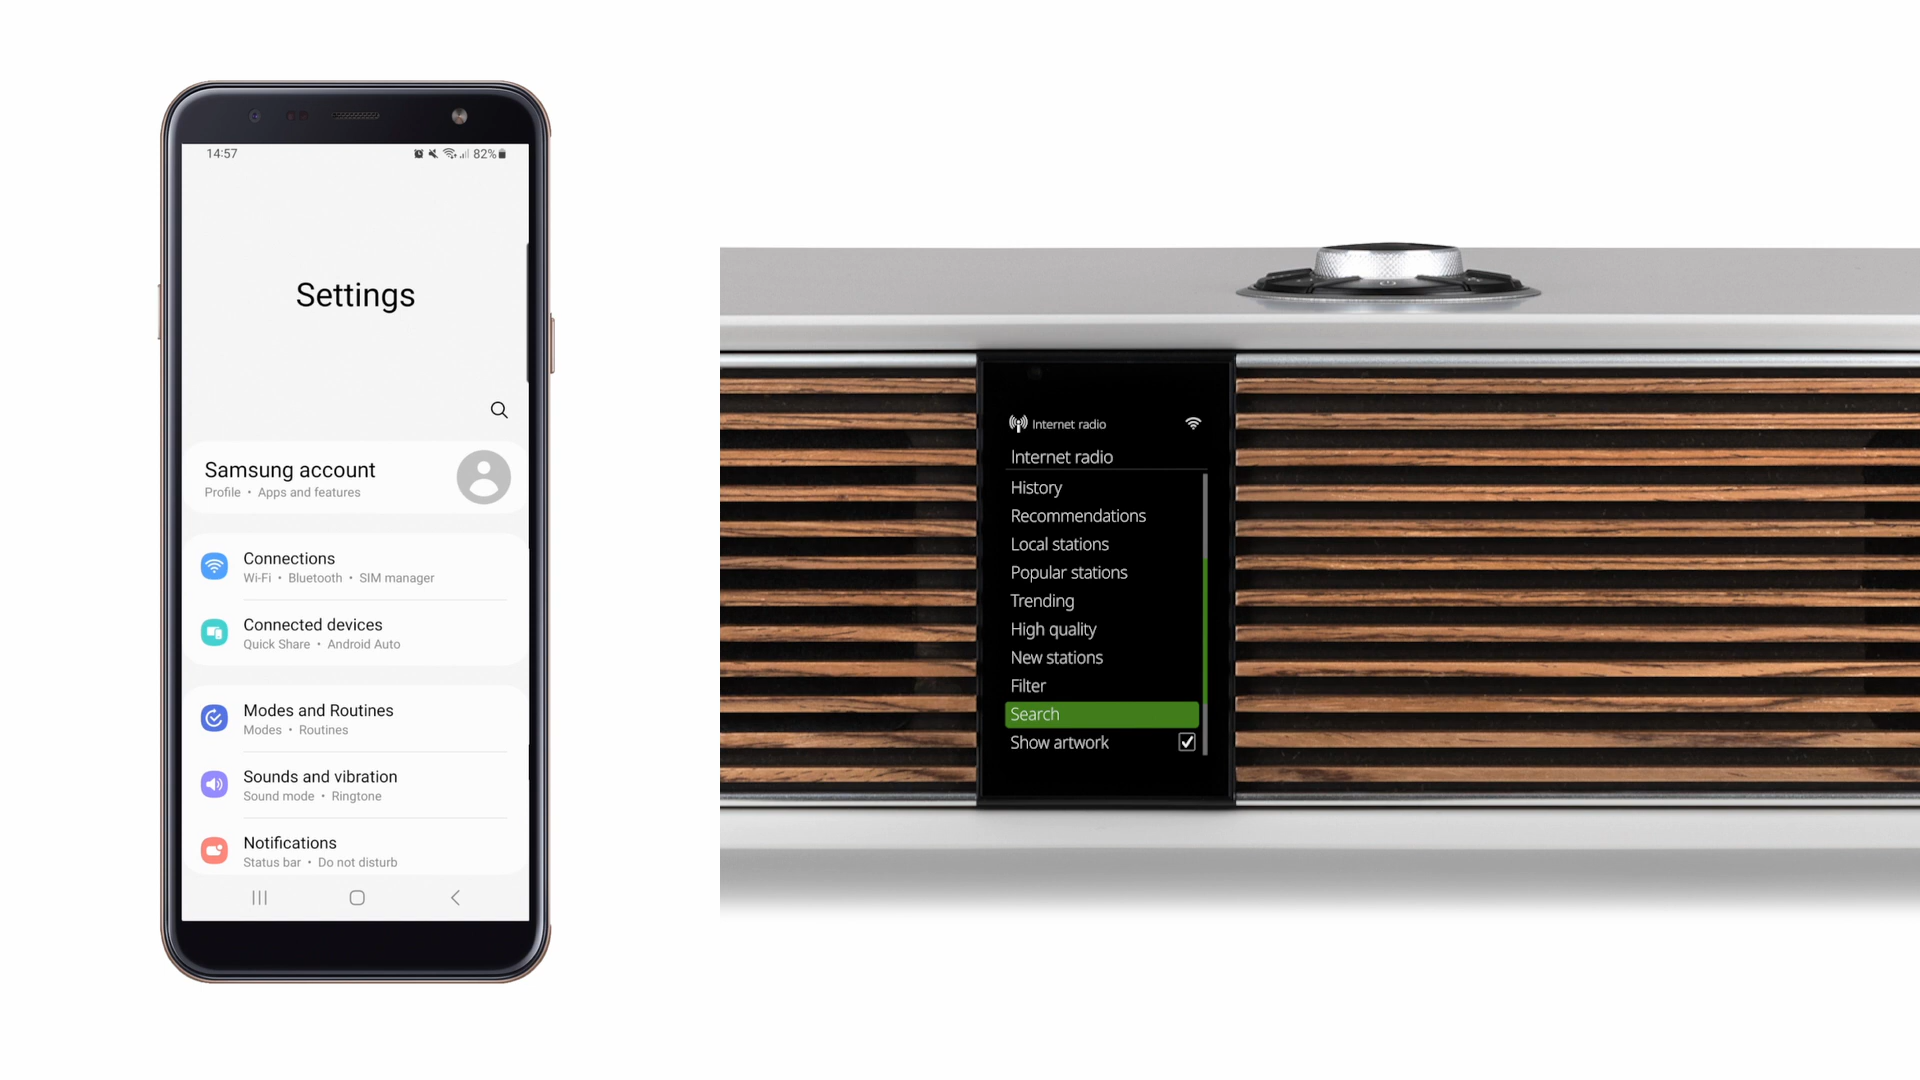 14:57
82%
Settings
Samsung account
Profile • Apps and features
Connections
Wi-Fi • Bluetooth • SIM manager
Connected devices
Quick Share • Android Auto
Modes and Routines
Modes • Routines
Sounds and vibration
Sound mode • Ringtone
Notifications
Status bar • Do not disturb
Internet radio
Internet radio
History
Recommendations
Local stations
Popular stations
Trending
High quality
New stations
Filter
Search
Show artwork